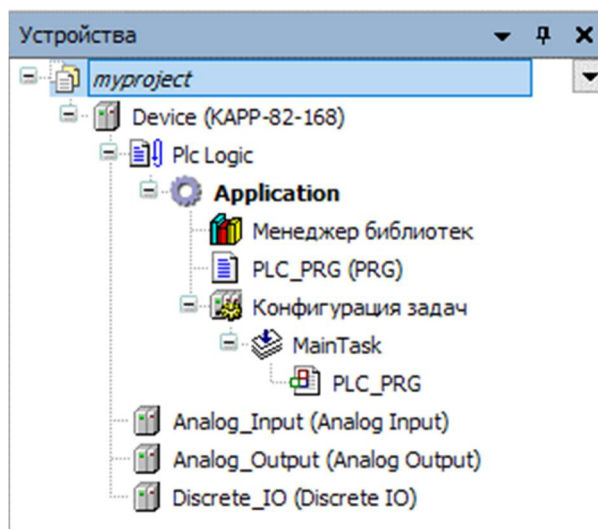 Устройства
myproject
Device (KAPP-82-168)
Plc Logic
Application
Менеджер библиотек
PLC_PRG (PRG)
Конфигурация задач
MainTask
PLC_PRG
Analog_Input (Analog Input)
Analog_Output (Analog Output)
Discrete_IO (Discrete IO)